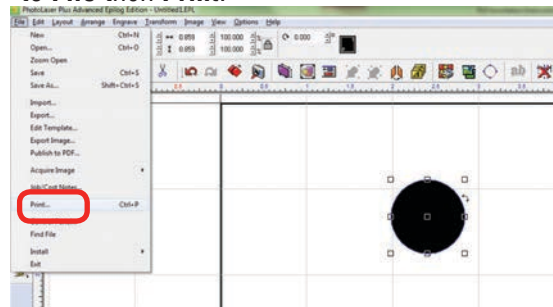 PhotoLaser Plus Advanced Epilog Edition - Untitled1.EPL
File Edit Layout Arrange Engrave Transform Image View Options Help
New Ctrl+N
Open... Ctrl+O
Zoom Open
Save Ctrl+S
Save As... Shift+Ctrl+S
Import...
Export...
Edit Template...
Export Image...
Publish to PDF...
Acquire Image
Job/Cost Notes...
Print... Ctrl+P
Find File
Install
Exit
0.859 100.000 0.000
0.859 100.000